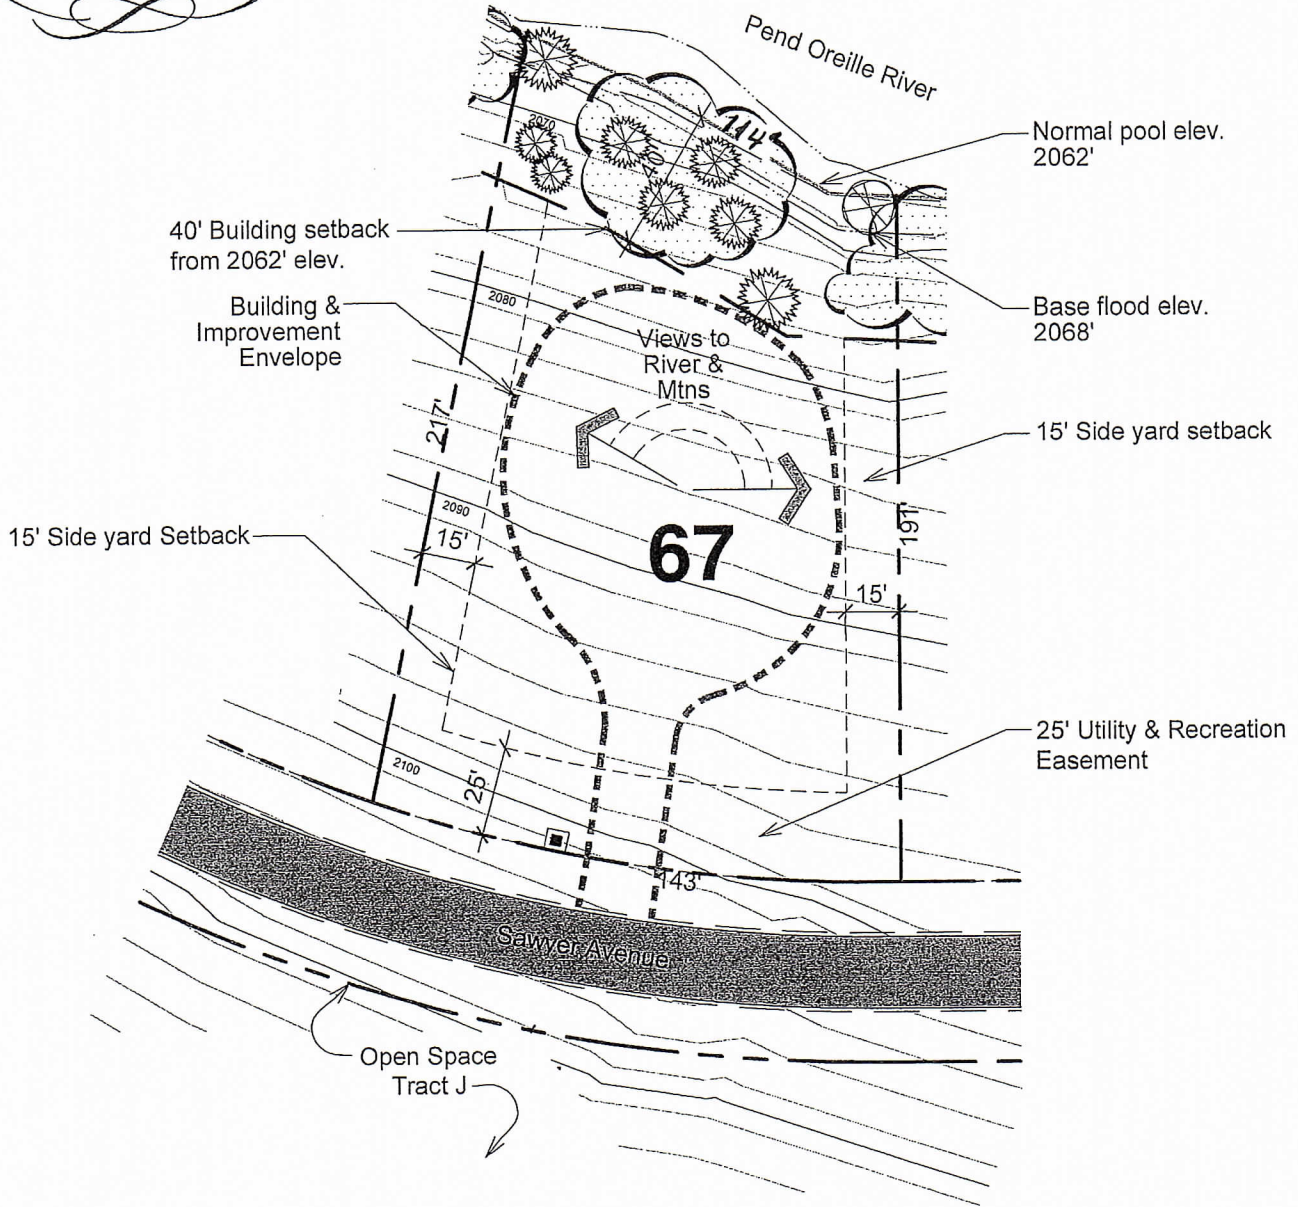 Pend Oreille River
Normal pool elev.
2062'
2070
114'
40'
40' Building setback
from 2062' elev.
Building &
Improvement
Envelope
2080
Views to
River &
Mtns
Base flood elev.
2068'
217'
15' Side yard setback
2090
191'
15' Side yard Setback
15'
67
15'
25' Utility & Recreation
Easement
2100
25'
143'
Sawyer Avenue
Open Space
Tract J